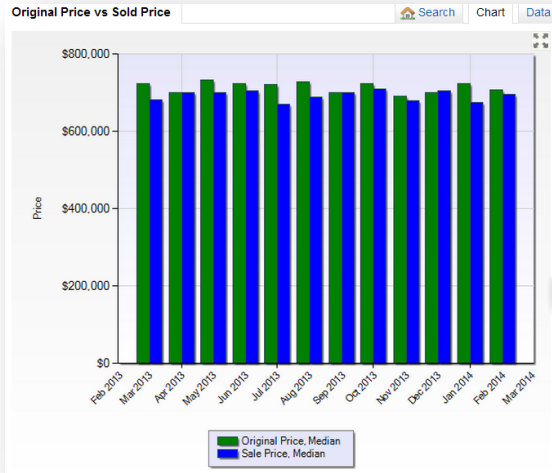 Original Price vs Sold Price
Search
Chart
Data
$800,000
$600,000
$400,000
$200,000
$0
Price
Feb 2013
Mar 2013
Apr 2013
May 2013
Jun 2013
Jul 2013
Aug 2013
Sep 2013
Oct 2013
Nov 2013
Dec 2013
Jan 2014
Feb 2014
Mar 2014
Original Price, Median
Sale Price, Median